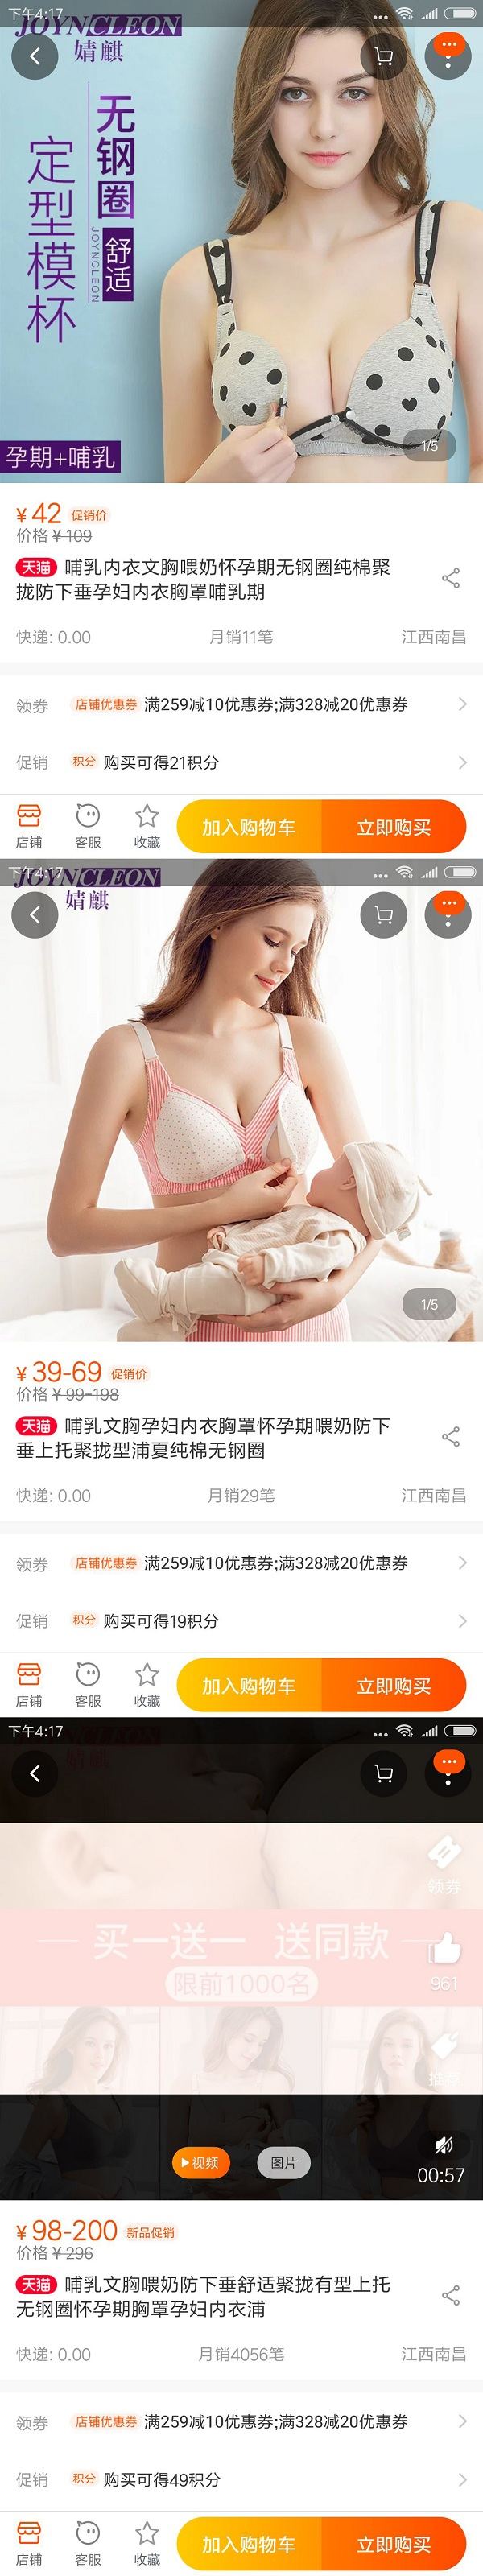 下午4:17
JOYNCLEON
婧麒
无钢圈
舒适
JOYNCLEON
定型模杯
孕期+哺乳
1/5
¥ 42 促销价
价格 ¥ 109
天猫 哺乳内衣文胸喂奶怀孕期无钢圈纯棉聚
拢防下垂孕妇内衣胸罩哺乳期
快递: 0.00 月销11笔 江西南昌
领券 店铺优惠券 满259减10优惠券;满328减20优惠券
促销 积分 购买可得21积分
店铺 客服 收藏 加入购物车 立即购买
下午4:17
JOYNCLEON
婧麒
1/5
¥ 39-69 促销价
价格 ¥ 99-198
天猫 哺乳文胸孕妇内衣胸罩怀孕期喂奶防下
垂上托聚拢型浦夏纯棉无钢圈
快递: 0.00 月销29笔 江西南昌
领券 店铺优惠券 满259减10优惠券;满328减20优惠券
促销 积分 购买可得19积分
店铺 客服 收藏 加入购物车 立即购买
下午4:17
婧麒
领券
买一送一 送同款
限前1000名
961
视频 图片
00:57
¥ 98-200 新品促销
价格 ¥ 296
天猫 哺乳文胸喂奶防下垂舒适聚拢有型上托
无钢圈怀孕期胸罩孕妇内衣浦
快递: 0.00 月销4056笔 江西南昌
领券 店铺优惠券 满259减10优惠券;满328减20优惠券
促销 积分 购买可得49积分
店铺 客服 收藏 加入购物车 立即购买